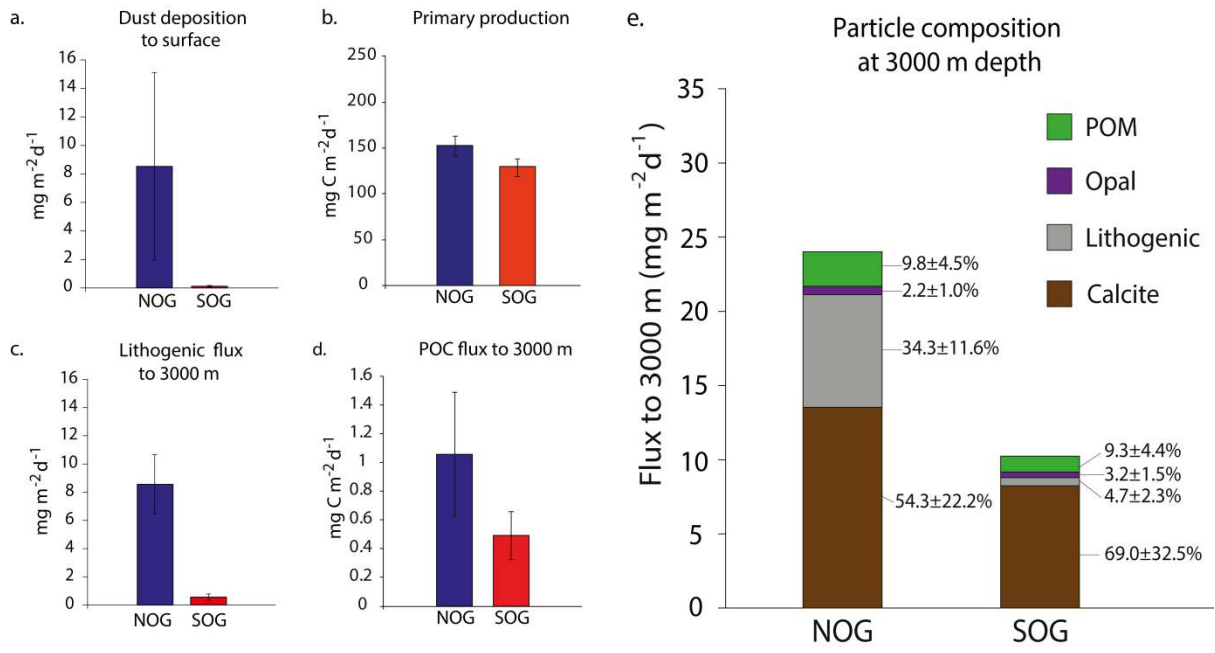 a.
Dust deposition
to surface
16
14
12
10
8
6
4
2
0
mg m⁻²d⁻¹
NOG SOG
b.
Primary production
250
200
150
100
50
0
mg C m⁻²d⁻¹
NOG SOG
c.
Lithogenic flux
to 3000 m
16
14
12
10
8
6
4
2
0
mg m⁻²d⁻¹
NOG SOG
d.
POC flux to 3000 m
1.6
1.4
1.2
1
0.8
0.6
0.4
0.2
0
mg C m⁻²d⁻¹
NOG SOG
e.
Particle composition
at 3000 m depth
35
30
25
20
15
10
5
0
Flux to 3000 m (mg m⁻²d⁻¹)
POM
Opal
Lithogenic
Calcite
9.8±4.5%
2.2±1.0%
34.3±11.6%
54.3±22.2%
9.3±4.4%
3.2±1.5%
4.7±2.3%
69.0±32.5%
NOG SOG